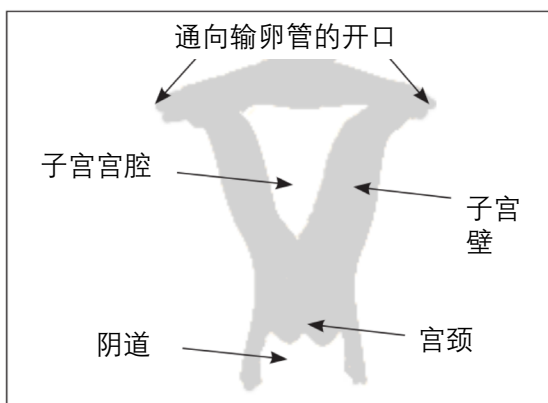 通向输卵管的开口
子宫宫腔
子宫
壁
宫颈
阴道